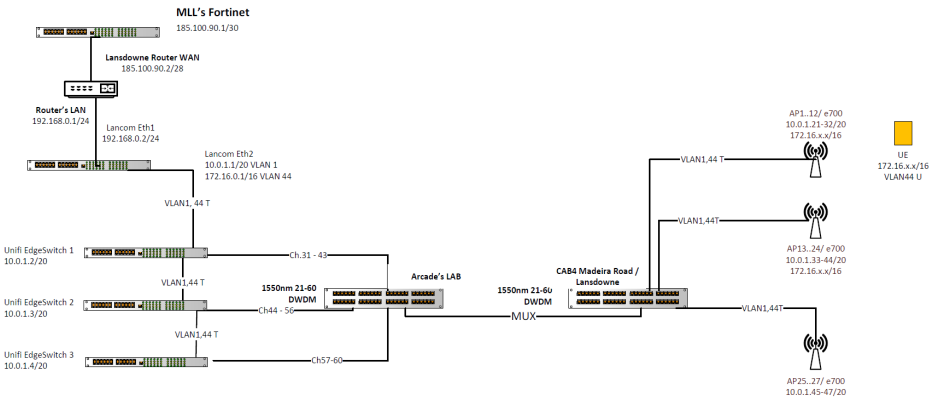 MLL's Fortinet
185.100.90.1/30
Lansdowne Router WAN
185.100.90.2/28
Router's LAN
192.168.0.1/24
Lancom Eth1
192.168.0.2/24
Lancom Eth2
10.0.1.1/20 VLAN 1
172.16.0.1/16 VLAN 44
VLAN1, 44 T
Unifi EdgeSwitch 1
10.0.1.2/20
Ch.31 - 43
VLAN1,44 T
Unifi EdgeSwitch 2
10.0.1.3/20
Ch44 - 56
VLAN1,44 T
Unifi EdgeSwitch 3
10.0.1.4/20
Ch57-60
1550nm 21-60
DWDM
Arcade's LAB
MUX
1550nm 21-60
DWDM
CAB4 Madeira Road /
Lansdowne
VLAN1,44 T
AP1..12/ e700
10.0.1.21-32/20
172.16.x.x/16
UE
172.16.x.x/16
VLAN44 U
VLAN1,44T
AP13..24/ e700
10.0.1.33-44/20
172.16.x.x/16
VLAN1,44T
AP25..27/ e700
10.0.1.45-47/20